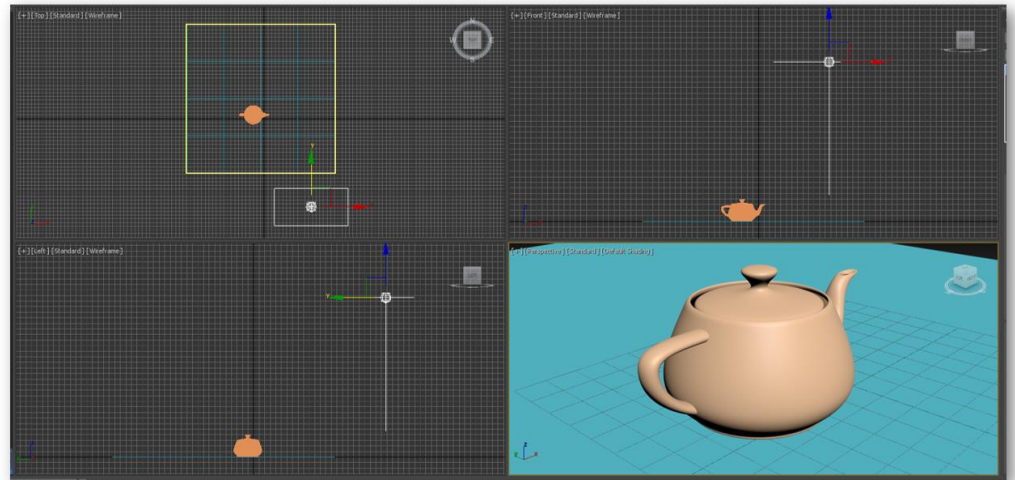 [+] [Top] [Standard] [Wireframe]
[+] [Front] [Standard] [Wireframe]
[+] [Left] [Standard] [Wireframe]
[+] [Perspective] [Standard] [Default Shading]